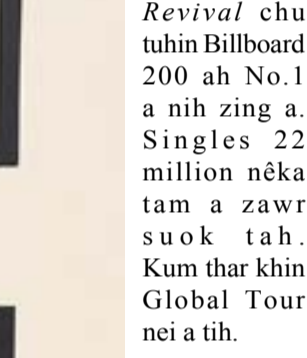 Revival chu
tuhin Billboard
200 ah No.1
a nih zing a.
Singles 22
million nêka
tam a zawr
suok tah.
Kum thar khin
Global Tour
nei a tih.